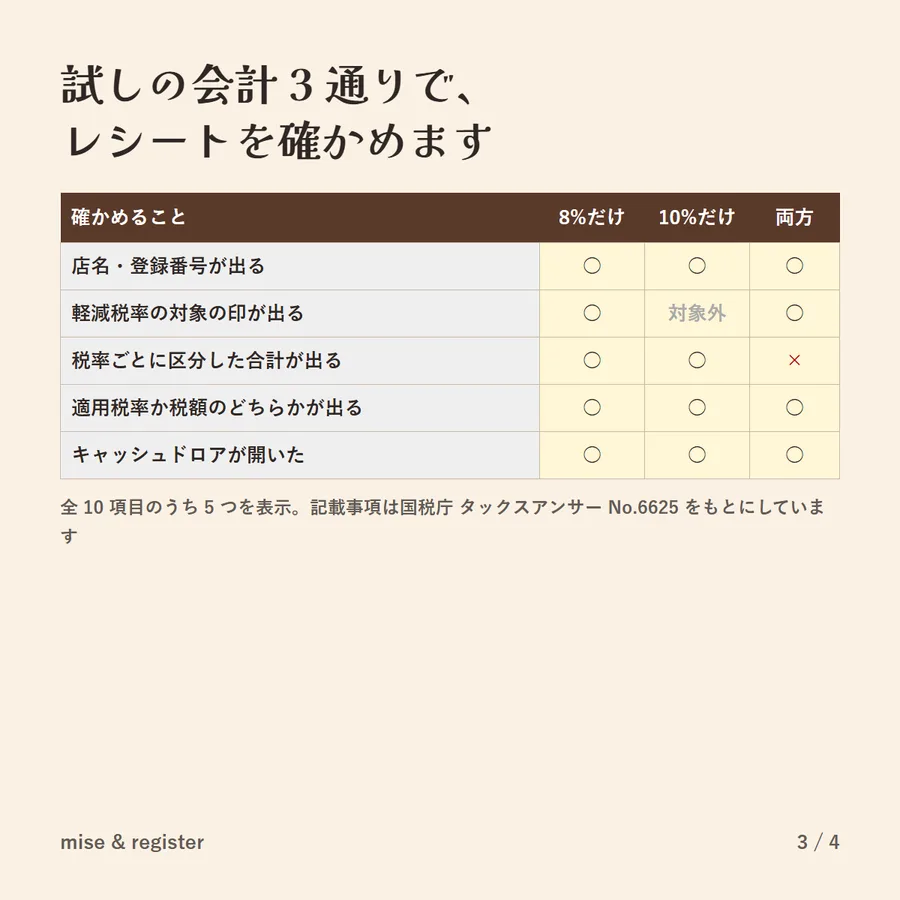 試しの会計 3 通りで、
レシートを確かめます
確かめること 8%だけ 10%だけ 両方
店名・登録番号が出る ○ ○ ○
軽減税率の対象の印が出る ○ 対象外 ○
税率ごとに区分した合計が出る ○ ○ ×
適用税率か税額のどちらかが出る ○ ○ ○
キャッシュドロアが開いた ○ ○ ○
全 10 項目のうち 5 つを表示。記載事項は国税庁 タックスアンサー No.6625 をもとにしていま
す
mise & register 3 / 4